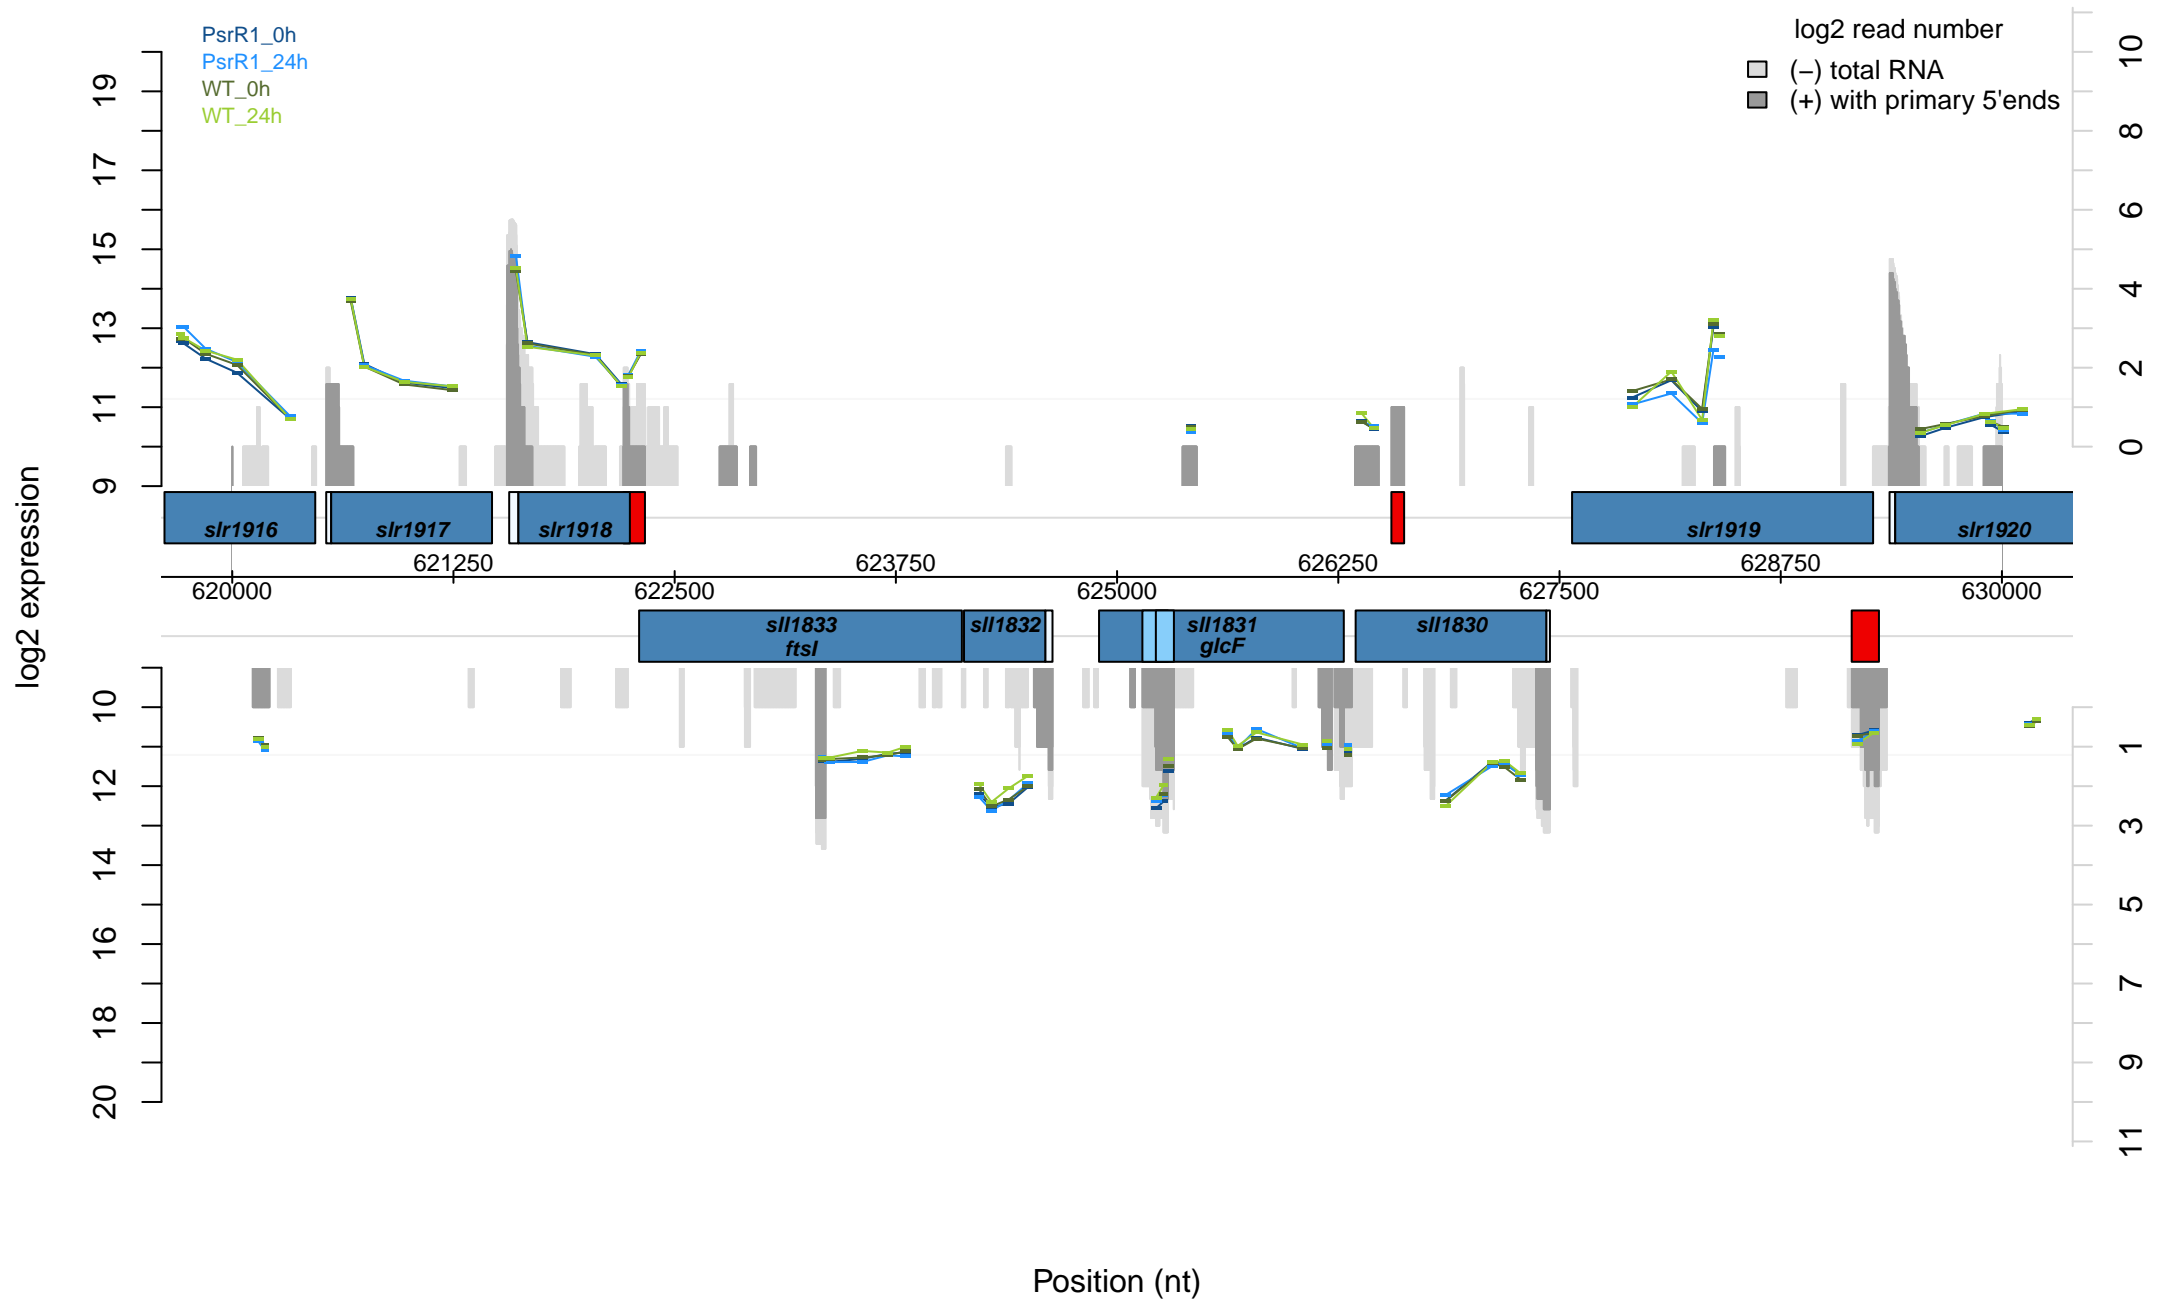 PsrR1_0h
PsrR1_24h
WT_0h
WT_24h
log2 read number
(−) total RNA
(+) with primary 5'ends
log2 expression
19
17
15
13
11
9
10
8
6
4
2
0
slr1916
slr1917
slr1918
slr1919
slr1920
621250
623750
626250
628750
620000
622500
625000
627500
630000
sll1833
ftsI
sll1832
sll1831
glcF
sll1830
10
12
14
16
18
20
1
3
5
7
9
11
Position (nt)